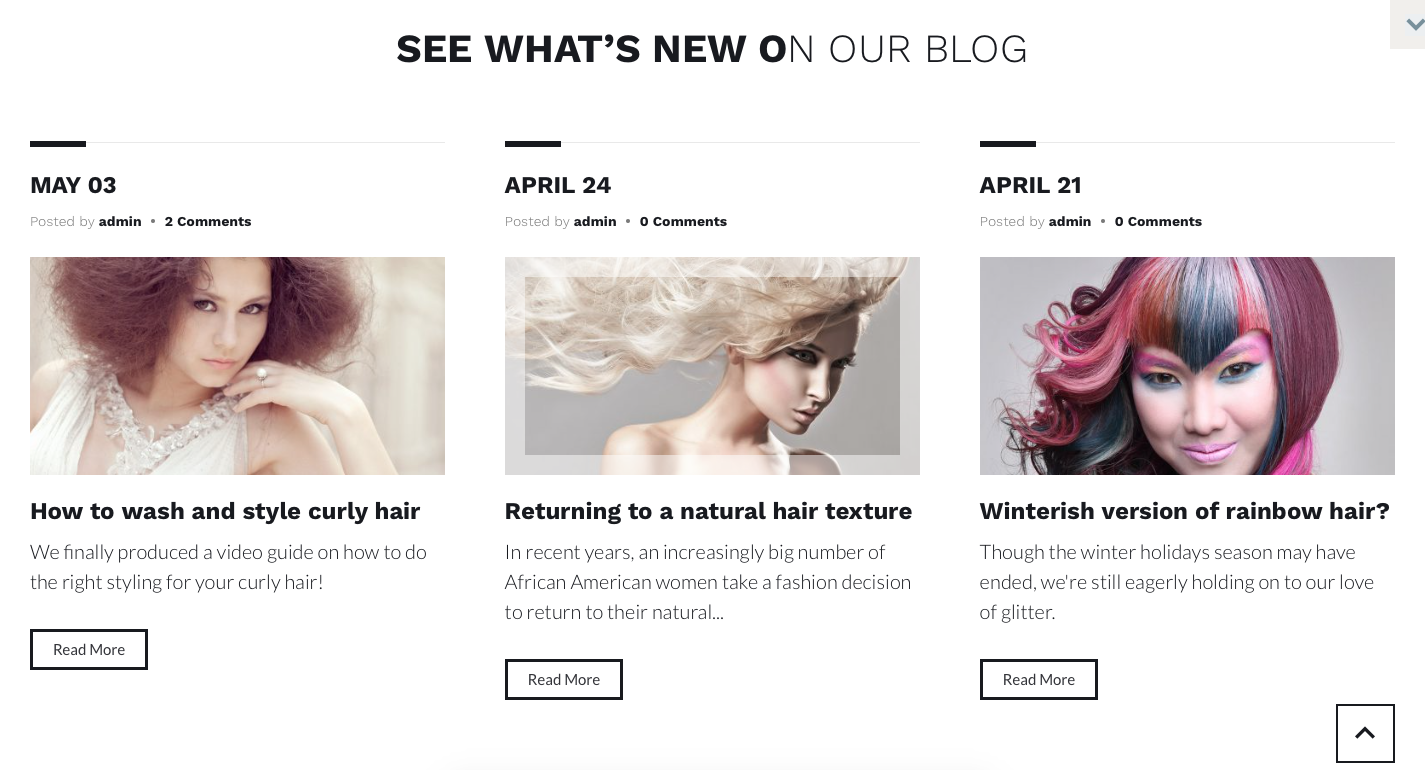 SEE WHAT’S NEW ON OUR BLOG
MAY 03
Posted by admin • 2 Comments
How to wash and style curly hair
We finally produced a video guide on how to do
the right styling for your curly hair!
Read More
APRIL 24
Posted by admin • 0 Comments
Returning to a natural hair texture
In recent years, an increasingly big number of
African American women take a fashion decision
to return to their natural...
Read More
APRIL 21
Posted by admin • 0 Comments
Winterish version of rainbow hair?
Though the winter holidays season may have
ended, we're still eagerly holding on to our love
of glitter.
Read More